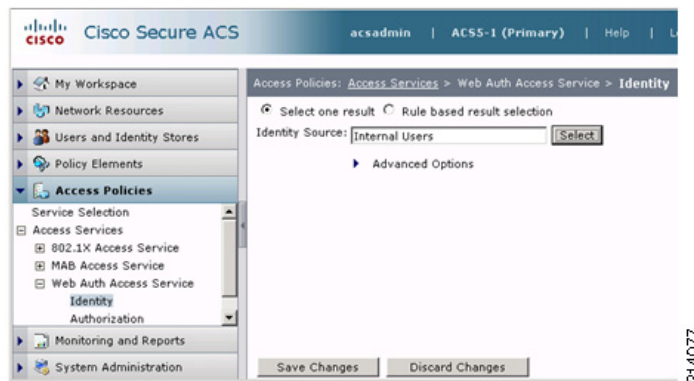 CISCO Cisco Secure ACS
acsadmin | ACS5-1 (Primary) | Help |
My Workspace
Network Resources
Users and Identity Stores
Policy Elements
Access Policies
Service Selection
Access Services
802.1X Access Service
MAB Access Service
Web Auth Access Service
Identity
Authorization
Monitoring and Reports
System Administration
Access Policies: Access Services > Web Auth Access Service > Identity
Select one result Rule based result selection
Identity Source: Internal Users Select
Advanced Options
Save Changes Discard Changes